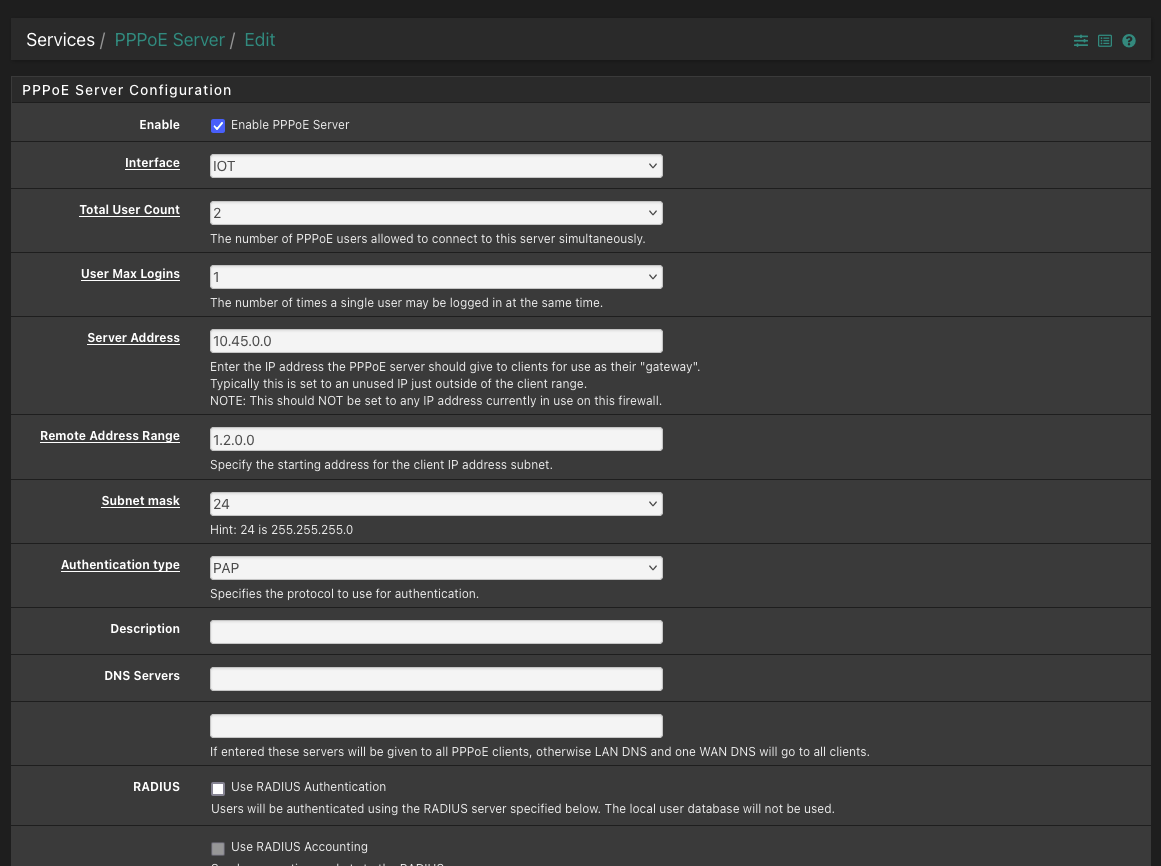 Services / PPPoE Server / Edit
PPPoE Server Configuration
Enable
Enable PPPoE Server
Interface
IOT
Total User Count
2
The number of PPPoE users allowed to connect to this server simultaneously.
User Max Logins
1
The number of times a single user may be logged in at the same time.
Server Address
10.45.0.0
Enter the IP address the PPPoE server should give to clients for use as their "gateway".
Typically this is set to an unused IP just outside of the client range.
NOTE: This should NOT be set to any IP address currently in use on this firewall.
Remote Address Range
1.2.0.0
Specify the starting address for the client IP address subnet.
Subnet mask
24
Hint: 24 is 255.255.255.0
Authentication type
PAP
Specifies the protocol to use for authentication.
Description
DNS Servers
If entered these servers will be given to all PPPoE clients, otherwise LAN DNS and one WAN DNS will go to all clients.
RADIUS
Use RADIUS Authentication
Users will be authenticated using the RADIUS server specified below. The local user database will not be used.
Use RADIUS Accounting